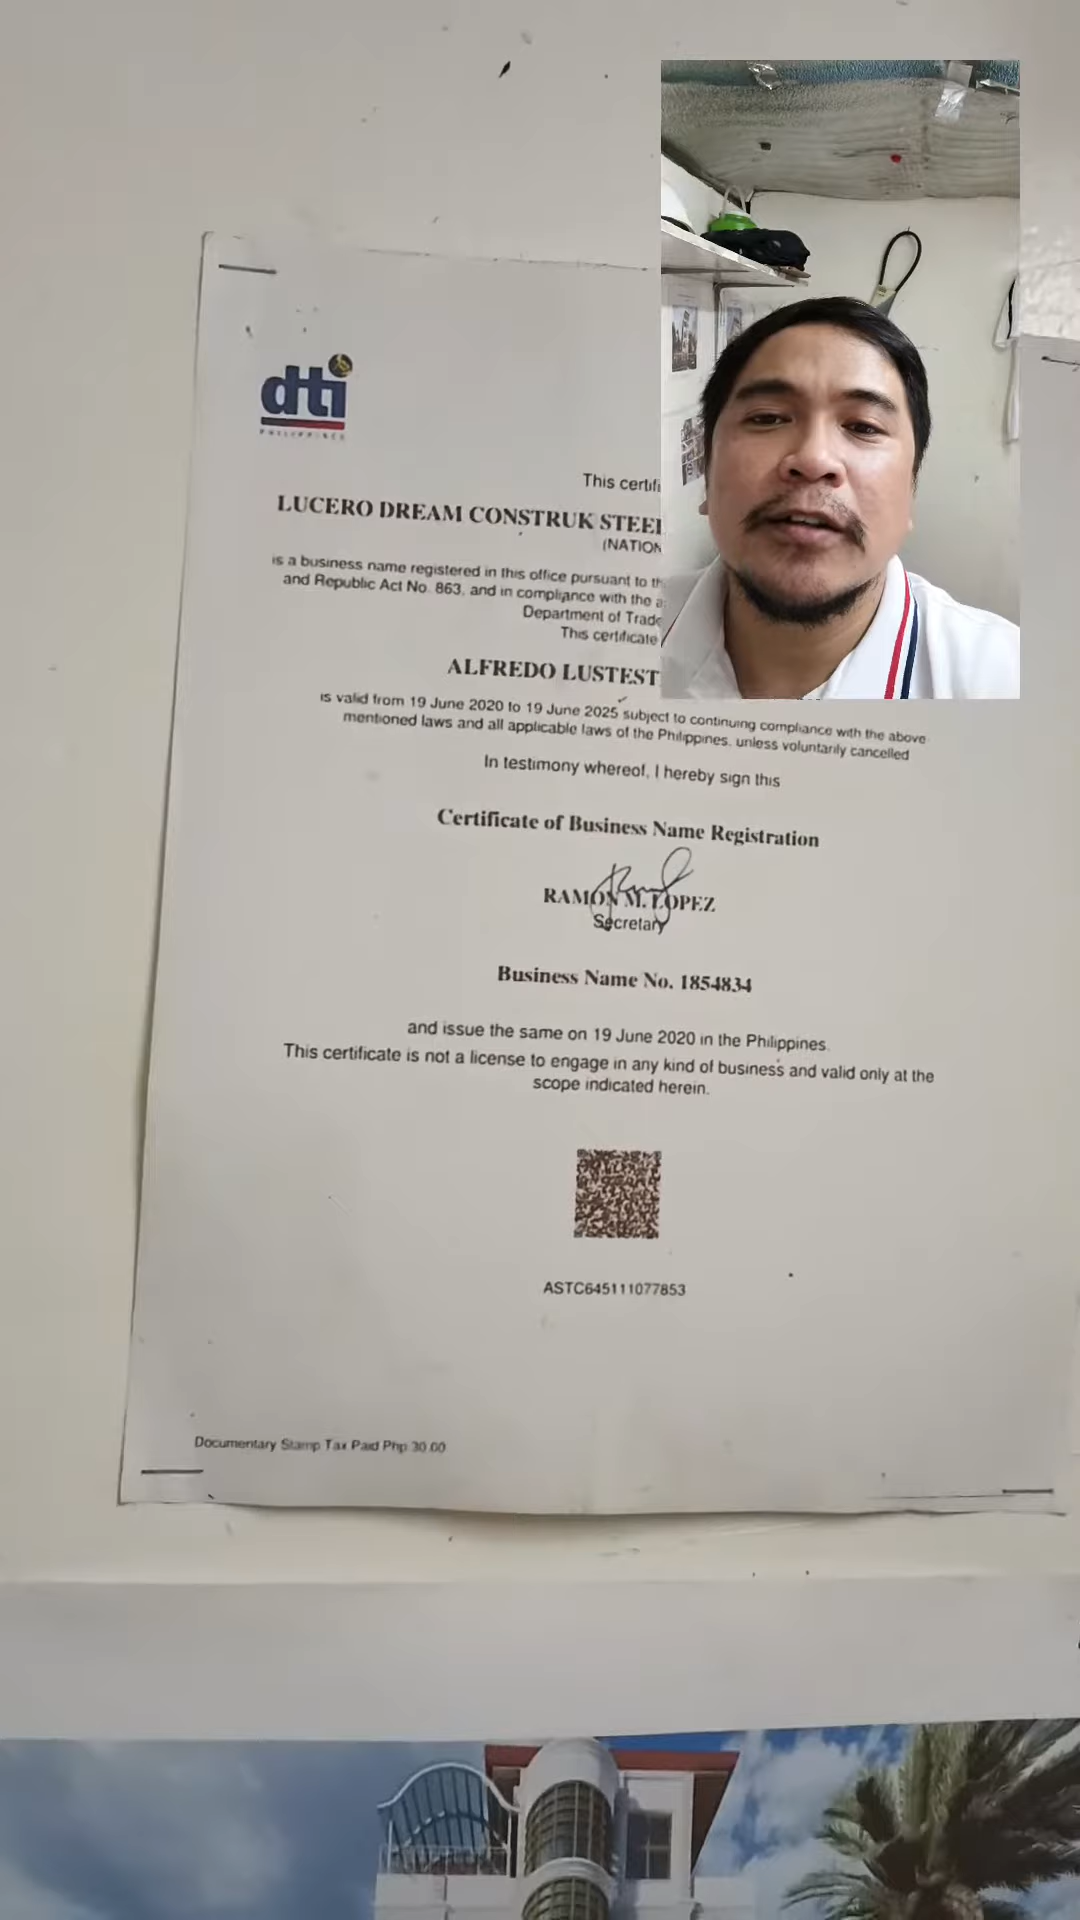 dti
PHILIPPINES
This certifi
LUCERO DREAM CONSTRUK STEEL
(NATION
is a business name registered in this office pursuant to th
and Republic Act No. 863, and in compliance with the a
Department of Trade
This certificate
ALFREDO LUSTEST
is valid from 19 June 2020 to 19 June 2025 subject to continuing compliance with the above
mentioned laws and all applicable laws of the Philippines, unless voluntarily cancelled
In testimony whereof, I hereby sign this
Certificate of Business Name Registration
RAMON M. LOPEZ
Secretary
Business Name No. 1854834
and issue the same on 19 June 2020 in the Philippines.
This certificate is not a license to engage in any kind of business and valid only at the
scope indicated herein.
ASTC645111077853
Documentary Stamp Tax Paid Php 30.00